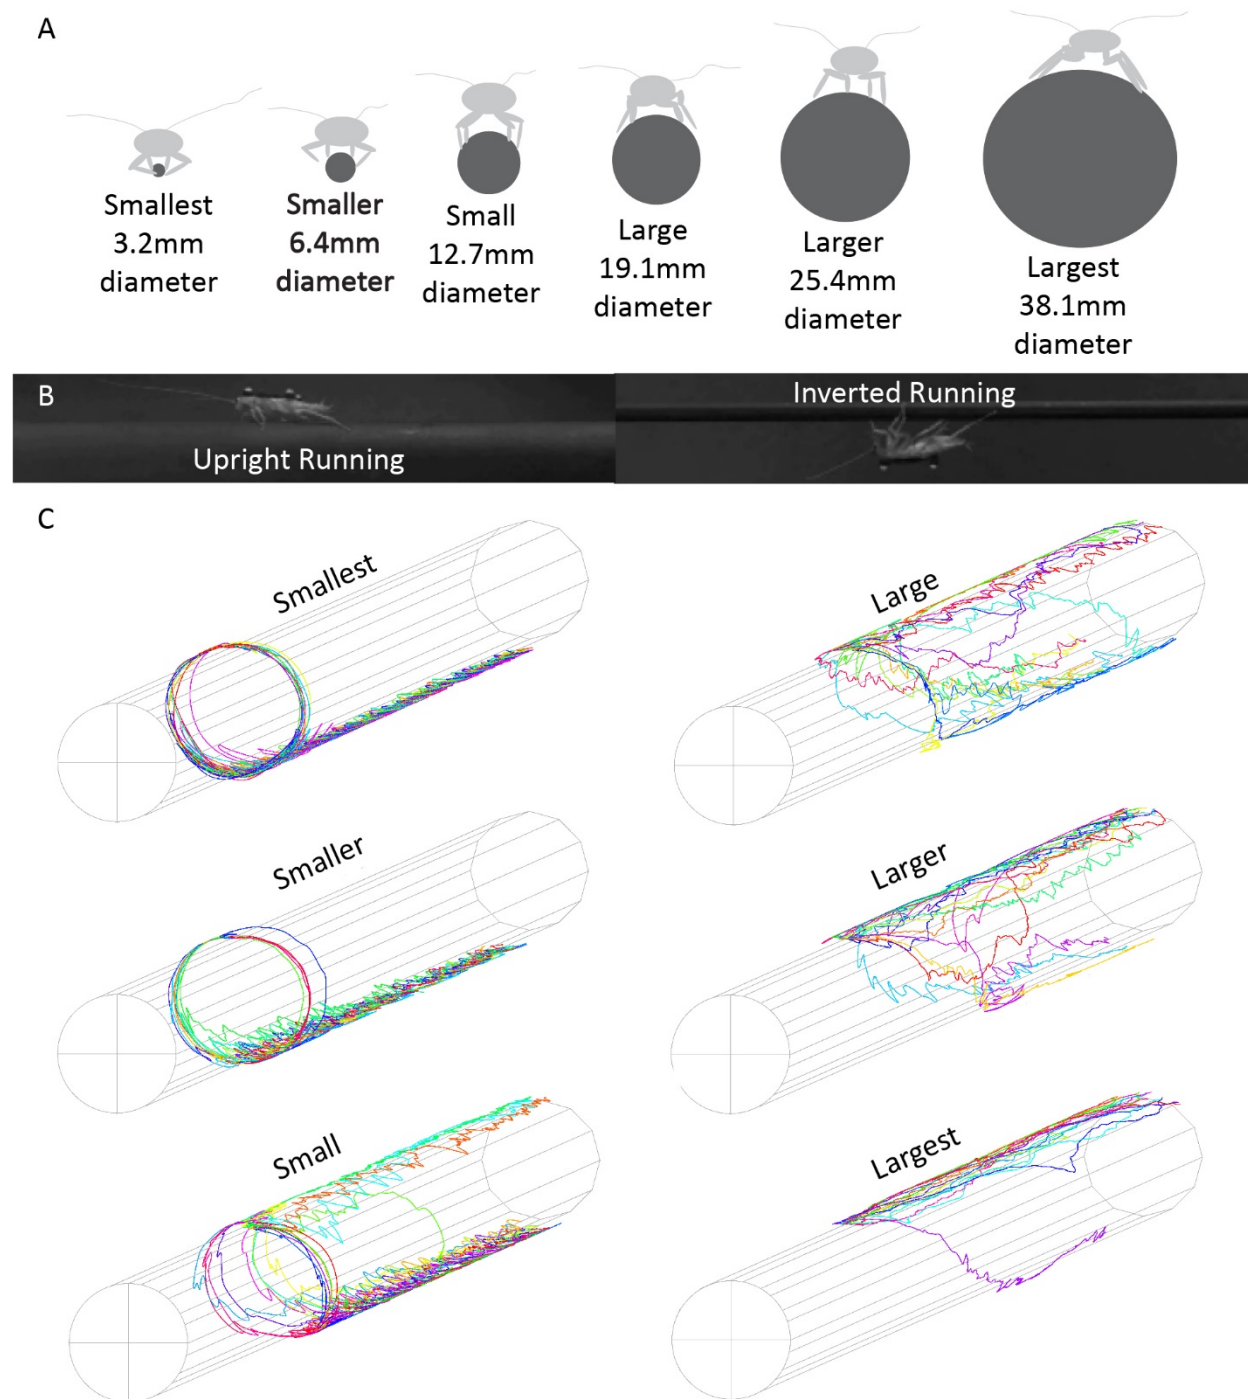 A
Smallest
3.2mm
diameter
Smaller
6.4mm
diameter
Small
12.7mm
diameter
Large
19.1mm
diameter
Larger
25.4mm
diameter
Largest
38.1mm
diameter
B
Upright Running
Inverted Running
C
Smallest
Large
Smaller
Larger
Small
Largest